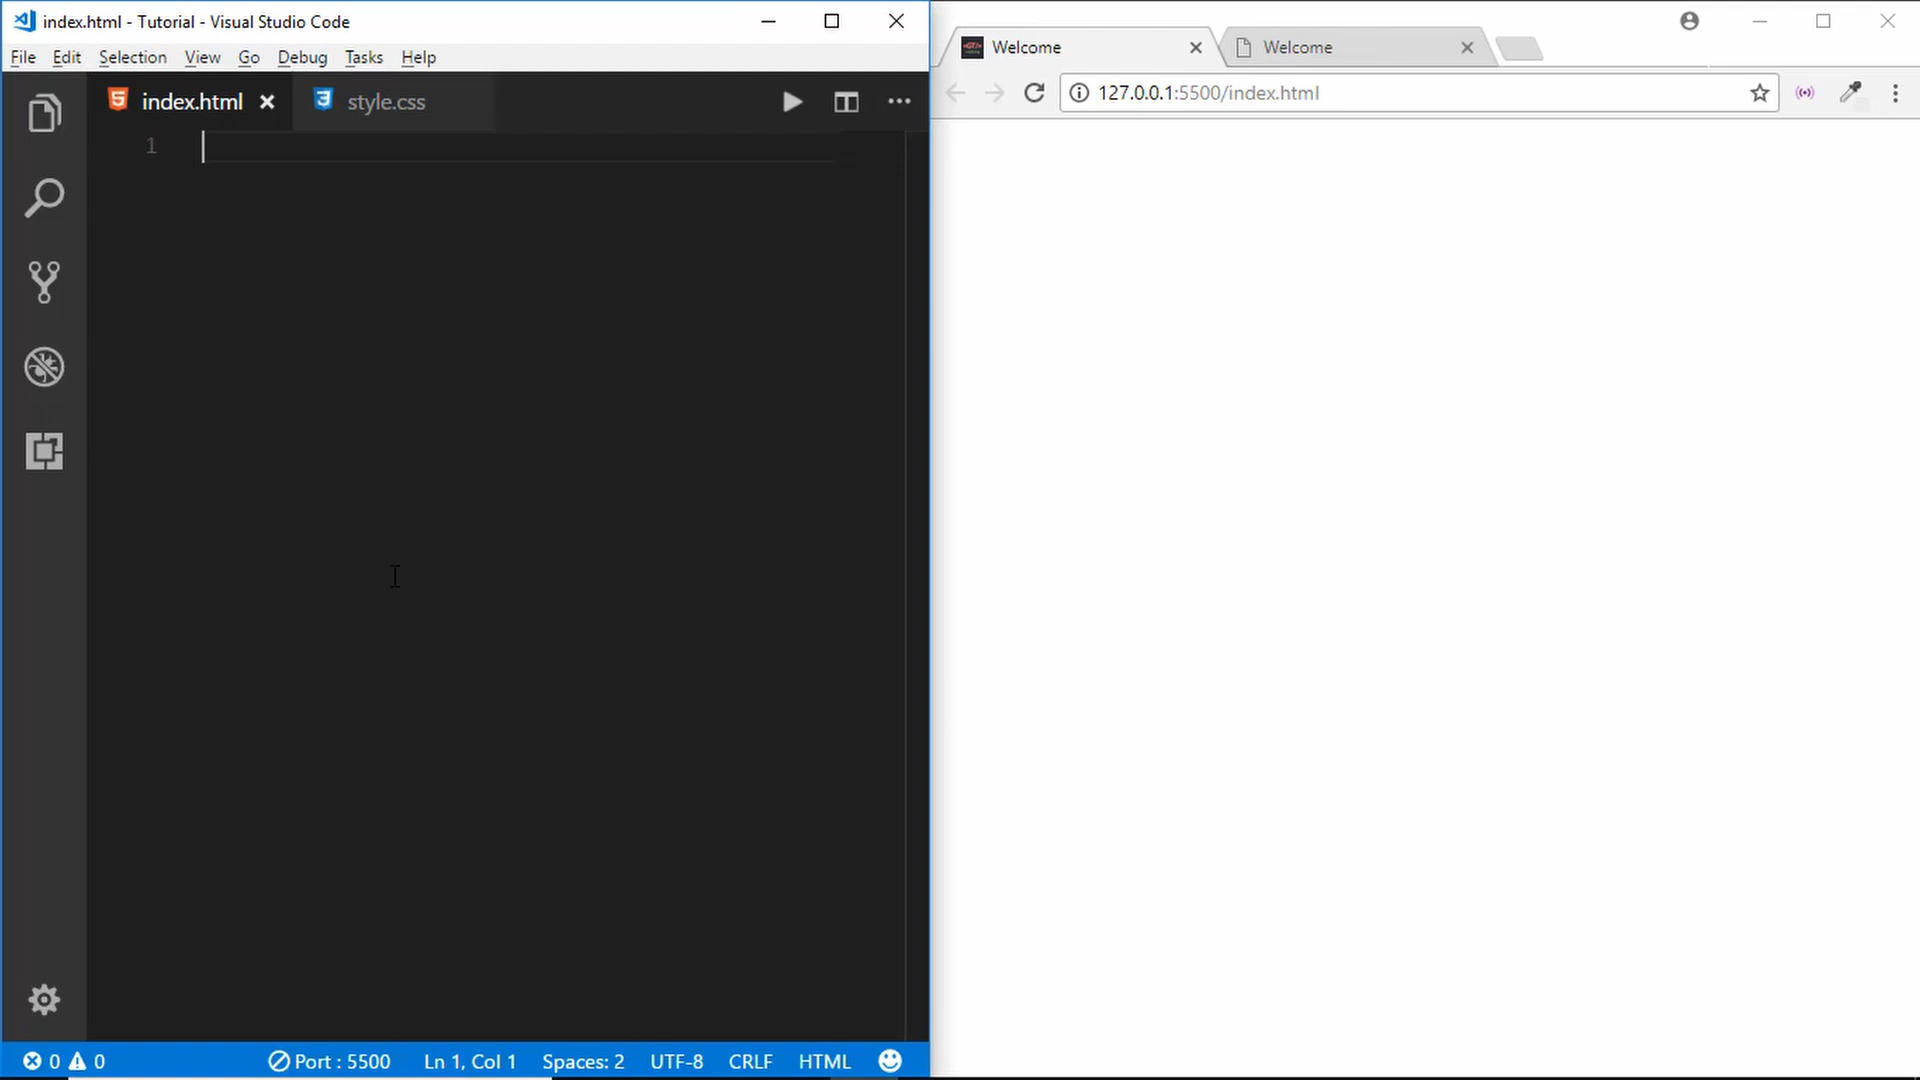 index.html - Tutorial - Visual Studio Code
File Edit Selection View Go Debug Tasks Help
index.html
style.css
1
0 0
Port : 5500
Ln 1, Col 1
Spaces: 2
UTF-8
CRLF
HTML
Welcome
Welcome
127.0.0.1:5500/index.html